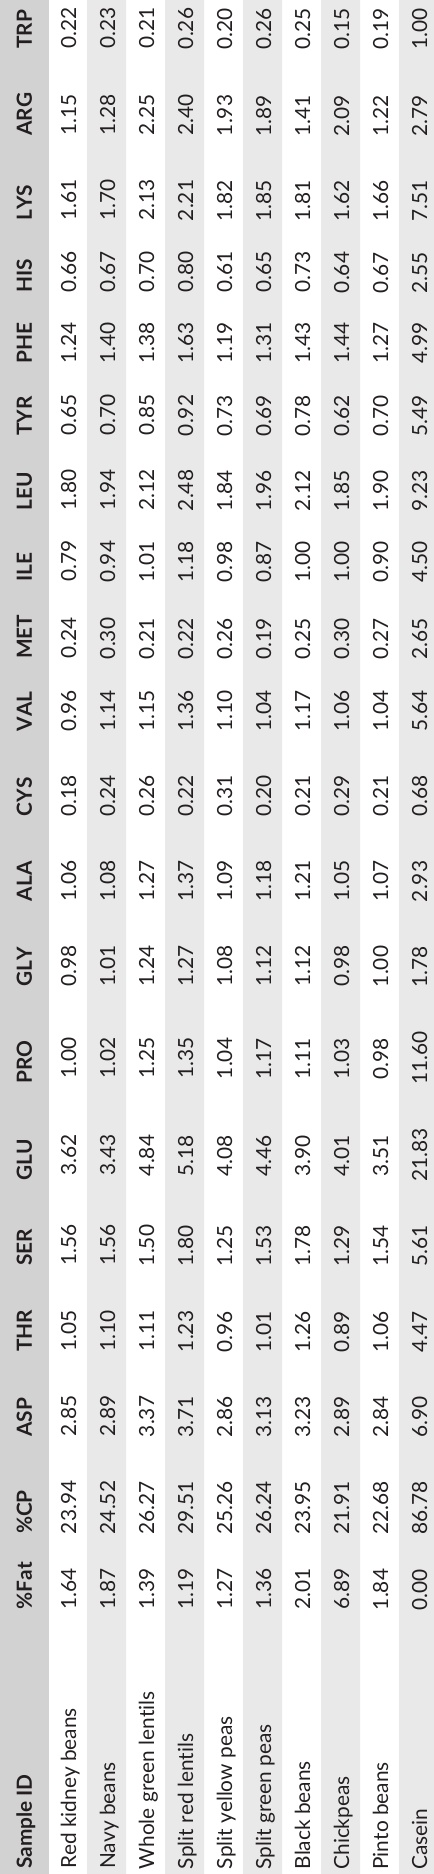 Sample ID %Fat %CP ASP THR SER GLU PRO GLY ALA CYS VAL MET ILE LEU TYR PHE HIS LYS ARG TRP
Red kidney beans 1.64 23.94 2.85 1.05 1.56 3.62 1.00 0.98 1.06 0.18 0.96 0.24 0.79 1.80 0.65 1.24 0.66 1.61 1.15 0.22
Navy beans 1.87 24.52 2.89 1.10 1.56 3.43 1.02 1.01 1.08 0.24 1.14 0.30 0.94 1.94 0.70 1.40 0.67 1.70 1.28 0.23
Whole green lentils 1.39 26.27 3.37 1.11 1.50 4.84 1.25 1.24 1.27 0.26 1.15 0.21 1.01 2.12 0.85 1.38 0.70 2.13 2.25 0.21
Split red lentils 1.19 29.51 3.71 1.23 1.80 5.18 1.35 1.27 1.37 0.22 1.36 0.22 1.18 2.48 0.92 1.63 0.80 2.21 2.40 0.26
Split yellow peas 1.27 25.26 2.86 0.96 1.25 4.08 1.04 1.08 1.09 0.31 1.10 0.26 0.98 1.84 0.73 1.19 0.61 1.82 1.93 0.20
Split green peas 1.36 26.24 3.13 1.01 1.53 4.46 1.17 1.12 1.18 0.20 1.04 0.19 0.87 1.96 0.69 1.31 0.65 1.85 1.89 0.26
Black beans 2.01 23.95 3.23 1.26 1.78 3.90 1.11 1.12 1.21 0.21 1.17 0.25 1.00 2.12 0.78 1.43 0.73 1.81 1.41 0.25
Chickpeas 6.89 21.91 2.89 0.89 1.29 4.01 1.03 0.98 1.05 0.29 1.06 0.30 1.00 1.85 0.62 1.44 0.64 1.62 2.09 0.15
Pinto beans 1.84 22.68 2.84 1.06 1.54 3.51 0.98 1.00 1.07 0.21 1.04 0.27 0.90 1.90 0.70 1.27 0.67 1.66 1.22 0.19
Casein 0.00 86.78 6.90 4.47 5.61 21.83 11.60 1.78 2.93 0.68 5.64 2.65 4.50 9.23 5.49 4.99 2.55 7.51 2.79 1.00